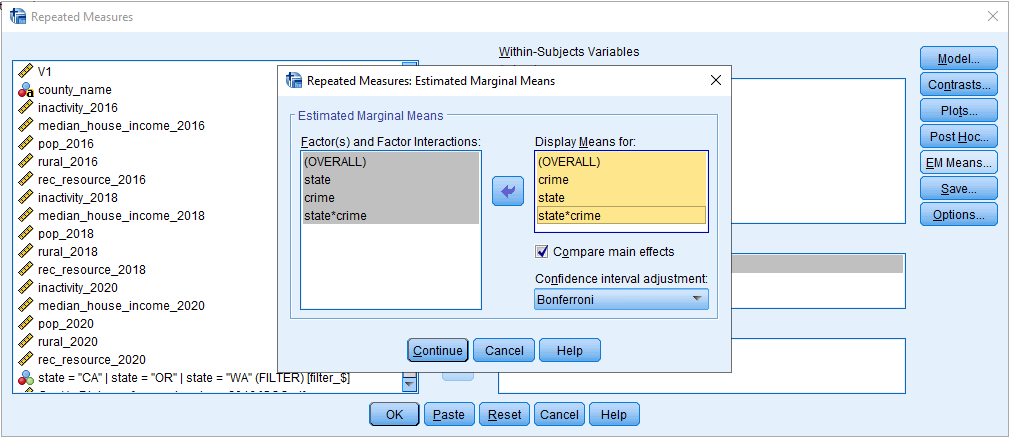 Repeated Measures
Within-Subjects Variables
V1
county_name
inactivity_2016
median_house_income_2016
pop_2016
rural_2016
rec_resource_2016
inactivity_2018
median_house_income_2018
pop_2018
rural_2018
rec_resource_2018
inactivity_2020
median_house_income_2020
pop_2020
rural_2020
rec_resource_2020
state = "CA" | state = "OR" | state = "WA" (FILTER) [filter_$]
Repeated Measures: Estimated Marginal Means
Estimated Marginal Means
Factor(s) and Factor Interactions:
(OVERALL)
state
crime
state*crime
Display Means for:
(OVERALL)
crime
state
state*crime
Compare main effects
Confidence interval adjustment:
Bonferroni
Continue
Cancel
Help
Model...
Contrasts...
Plots...
Post Hoc...
EM Means...
Save...
Options...
OK
Paste
Reset
Cancel
Help